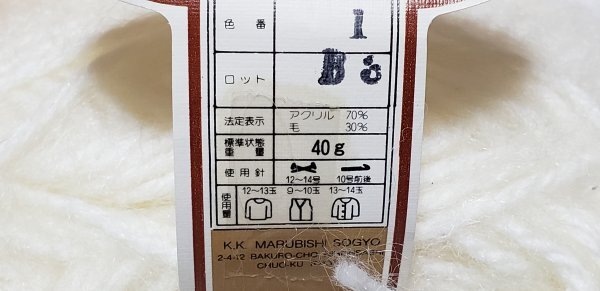 色番 1
ロット B6
法定表示 アクリル 70%
毛 30%
標準状態
重量 40g
使用針 12〜14号 10号前後
使用量 12〜13玉 9〜10玉 13〜14玉
K.K. MARUBISHI SOGYO
2-4-12 BAKURO-CHO
CHUO-KU